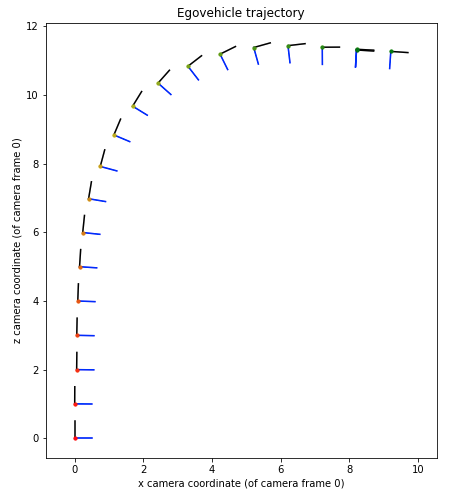 Egovehicle trajectory
12
10
8
6
4
2
0
z camera coordinate (of camera frame 0)
0 2 4 6 8 10
x camera coordinate (of camera frame 0)